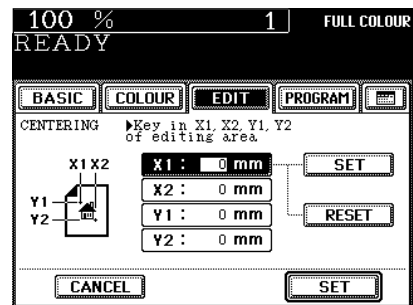 100 % 1 FULL COLOUR
READY
BASIC COLOUR EDIT PROGRAM
CENTERING ▶Key in X1, X2, Y1, Y2
of editing area
X1 X2
Y1
Y2
X1 : 0 mm SET
X2 : 0 mm
Y1 : 0 mm RESET
Y2 : 0 mm
CANCEL SET